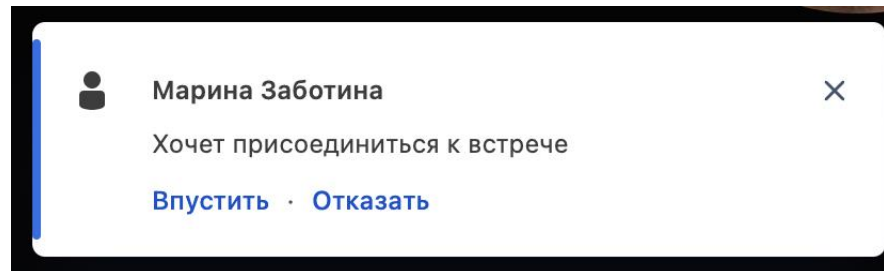 Марина Заботина
Хочет присоединиться к встрече
Впустить · Отказать